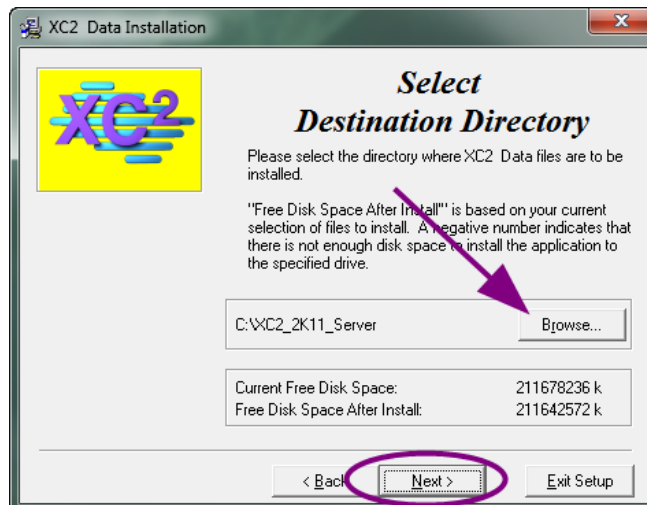 XC2 Data Installation
XC2
Select
Destination Directory
Please select the directory where XC2 Data files are to be
installed.
"Free Disk Space After Install"' is based on your current
selection of files to install. A negative number indicates that
there is not enough disk space to install the application to
the specified drive.
C:\XC2_2K11_Server
Browse...
Current Free Disk Space: 211678236 k
Free Disk Space After Install: 211642572 k
< Back Next > Exit Setup